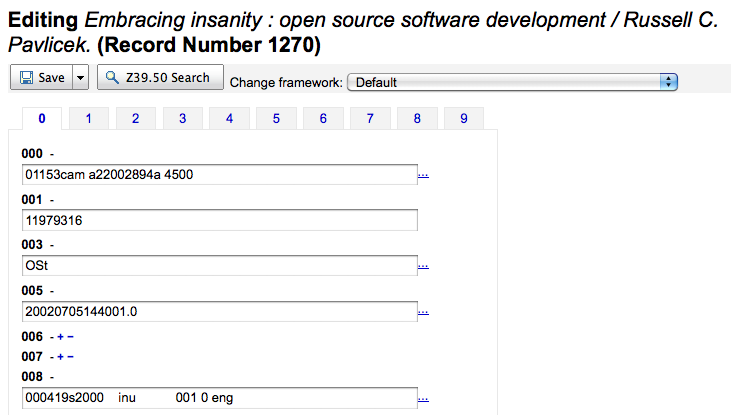 Editing Embracing insanity : open source software development / Russell C.
Pavlicek. (Record Number 1270)
Save Z39.50 Search Change framework: Default
0 1 2 3 4 5 6 7 8 9
000 -
01153cam a22002894a 4500 ...
001 -
11979316
003 -
OSt ...
005 -
20020705144001.0 ...
006 - + −
007 - + −
008 -
000419s2000    inu          001 0 eng ...